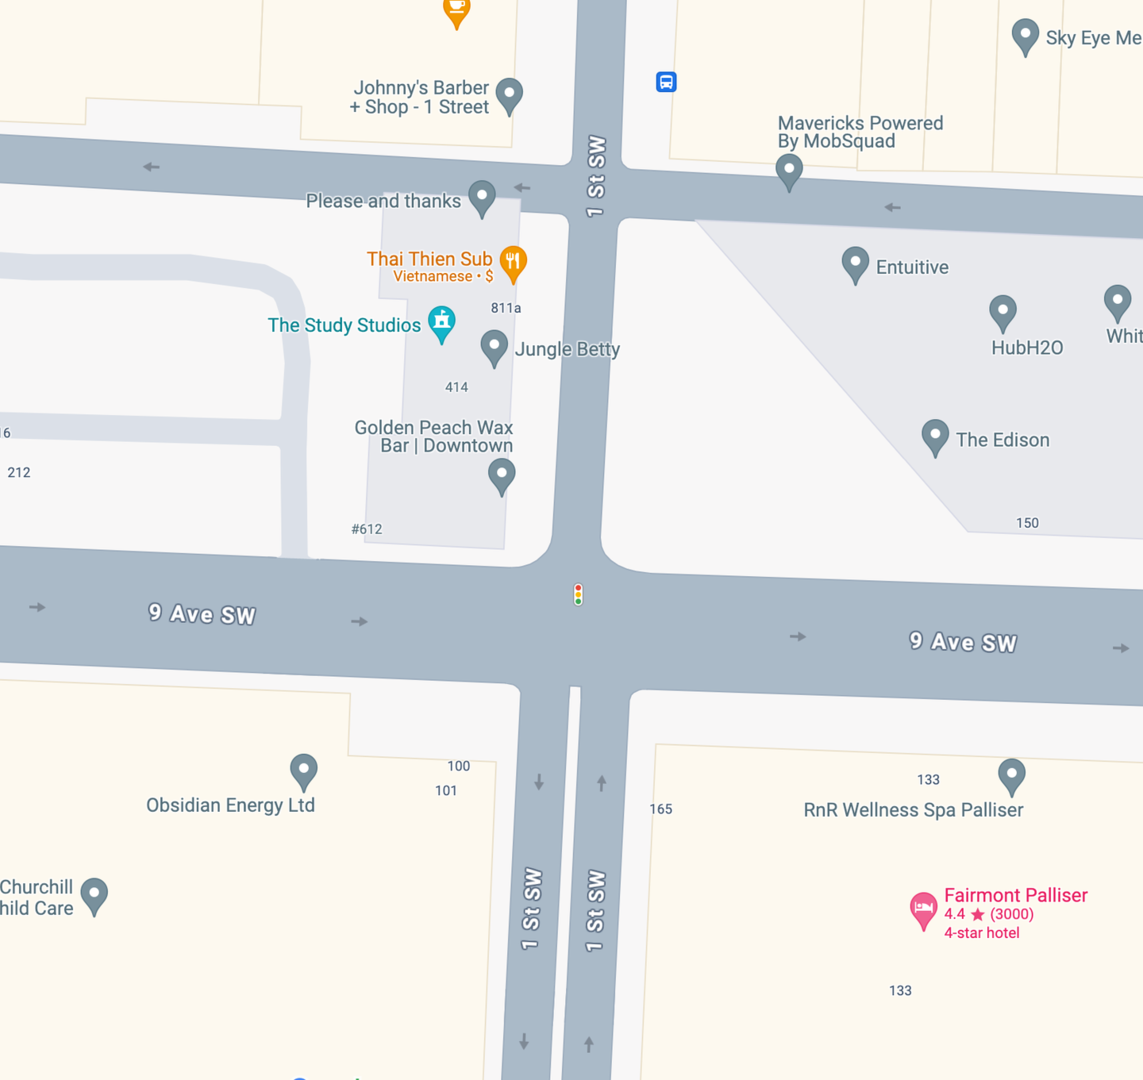 Sky Eye Me
Johnny's Barber
+ Shop - 1 Street
Mavericks Powered
By MobSquad
1 St SW
Please and thanks
Thai Thien Sub
Vietnamese • $
Entuitive
811a
The Study Studios
Jungle Betty
HubH2O
Whit
414
Golden Peach Wax
Bar | Downtown
16
The Edison
212
#612
150
9 Ave SW
9 Ave SW
100
101
Obsidian Energy Ltd
133
165
RnR Wellness Spa Palliser
Churchill
hild Care
1 St SW
1 St SW
Fairmont Palliser
4.4 ★ (3000)
4-star hotel
133